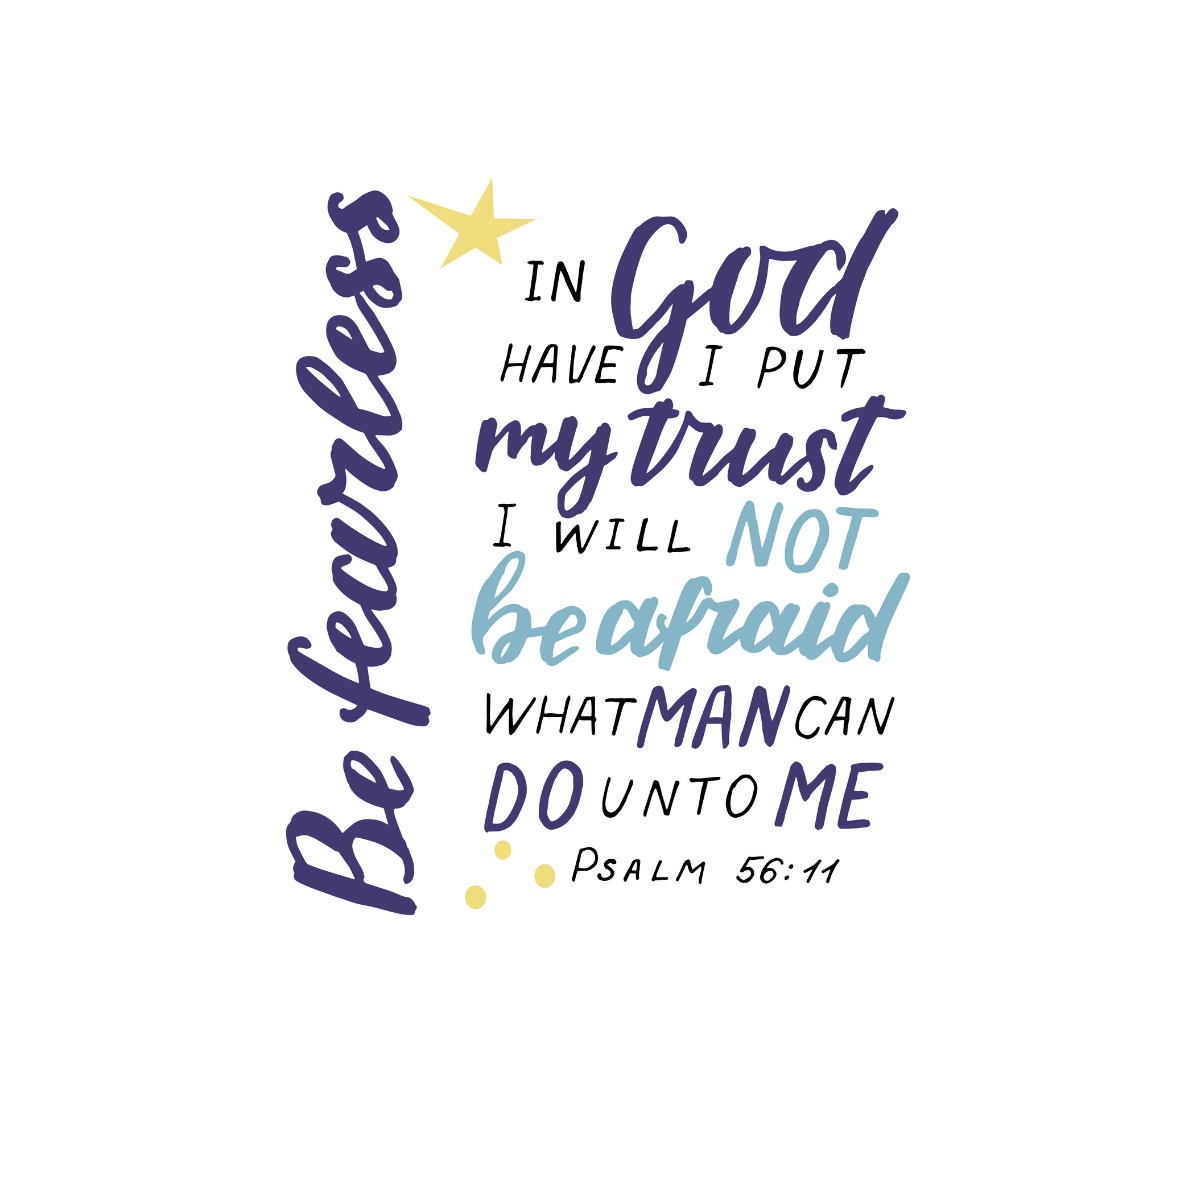 Be fearless
IN God
HAVE I PUT
my trust
I WILL NOT
be afraid
WHAT MAN CAN
DO UNTO ME
PSALM 56:11